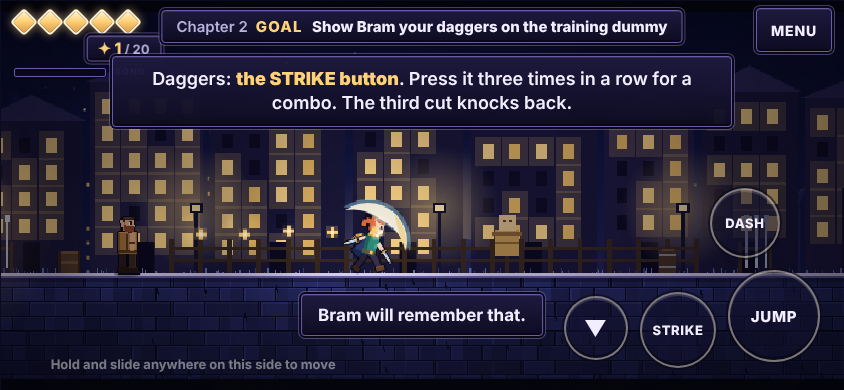 Chapter 2 GOAL Show Bram your daggers on the training dummy
MENU
1 / 20
Daggers: the STRIKE button. Press it three times in a row for a
combo. The third cut knocks back.
DASH
Bram will remember that.
STRIKE
JUMP
Hold and slide anywhere on this side to move